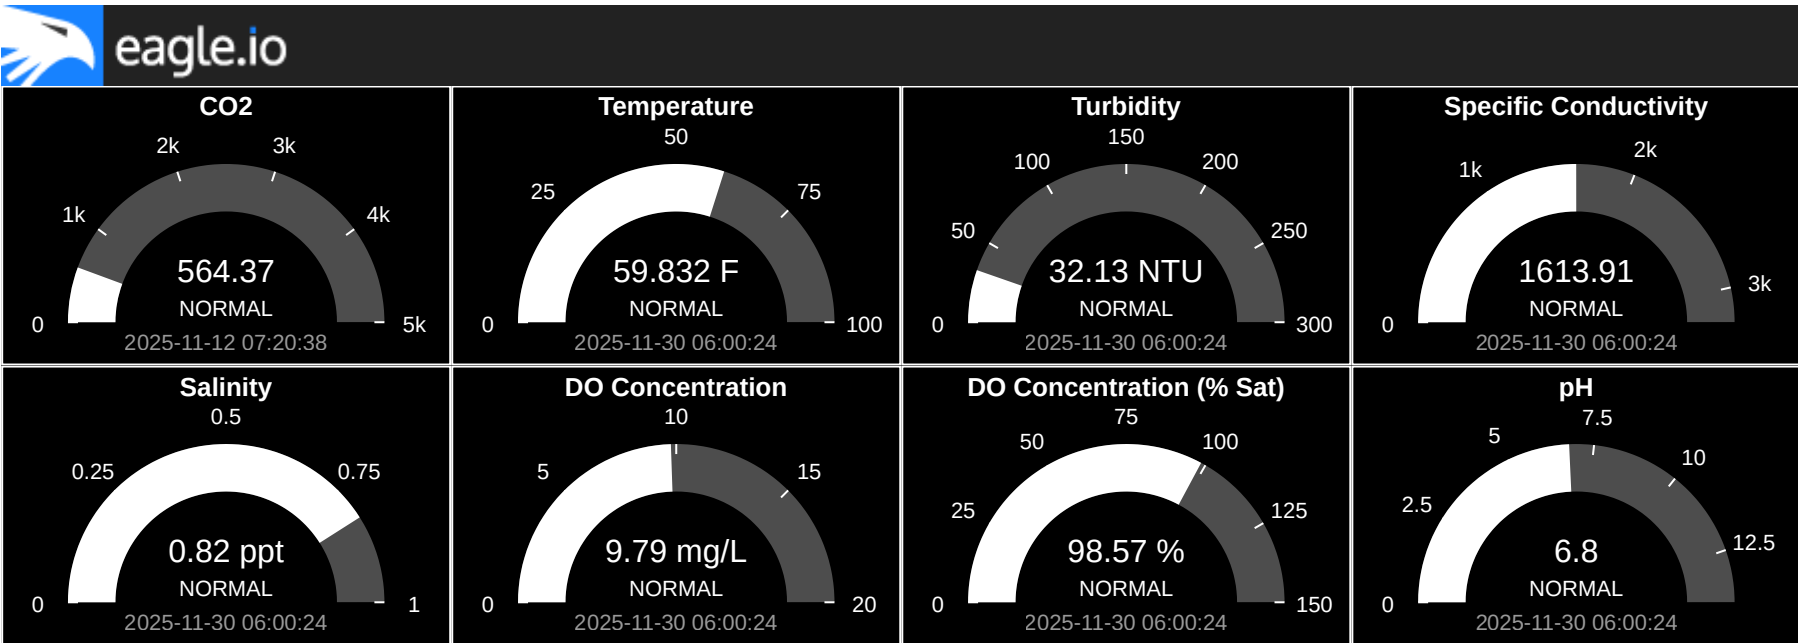 eagle.io
CO2
2k
3k
1k
4k
0
5k
564.37
NORMAL
2025-11-12 07:20:38
Temperature
50
25
75
0
100
59.832 F
NORMAL
2025-11-30 06:00:24
Turbidity
150
100
200
50
250
0
300
32.13 NTU
NORMAL
2025-11-30 06:00:24
Specific Conductivity
2k
1k
3k
0
1613.91
NORMAL
2025-11-30 06:00:24
Salinity
0.5
0.25
0.75
0
1
0.82 ppt
NORMAL
2025-11-30 06:00:24
DO Concentration
10
5
15
0
20
9.79 mg/L
NORMAL
2025-11-30 06:00:24
DO Concentration (% Sat)
75
50
100
25
125
0
150
98.57 %
NORMAL
2025-11-30 06:00:24
pH
7.5
5
10
2.5
12.5
0
6.8
NORMAL
2025-11-30 06:00:24